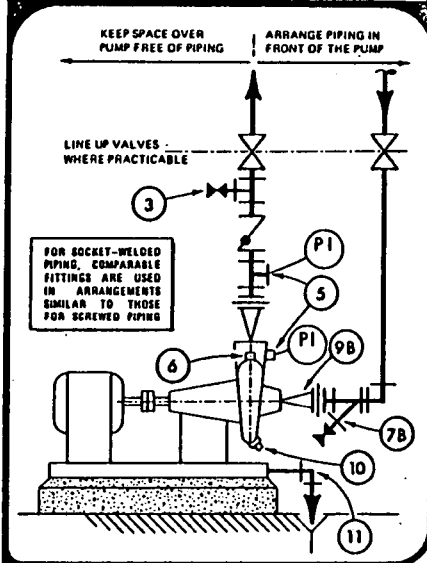 KEEP SPACE OVER
PUMP FREE OF PIPING
ARRANGE PIPING IN
FRONT OF THE PUMP
LINE UP VALVES
WHERE PRACTICABLE
3
PI
FOR SOCKET-WELDED
PIPING, COMPARABLE
FITTINGS ARE USED
IN ARRANGEMENTS
SIMILAR TO THOSE
FOR SCREWED PIPING
5
PI
6
9B
7B
10
11